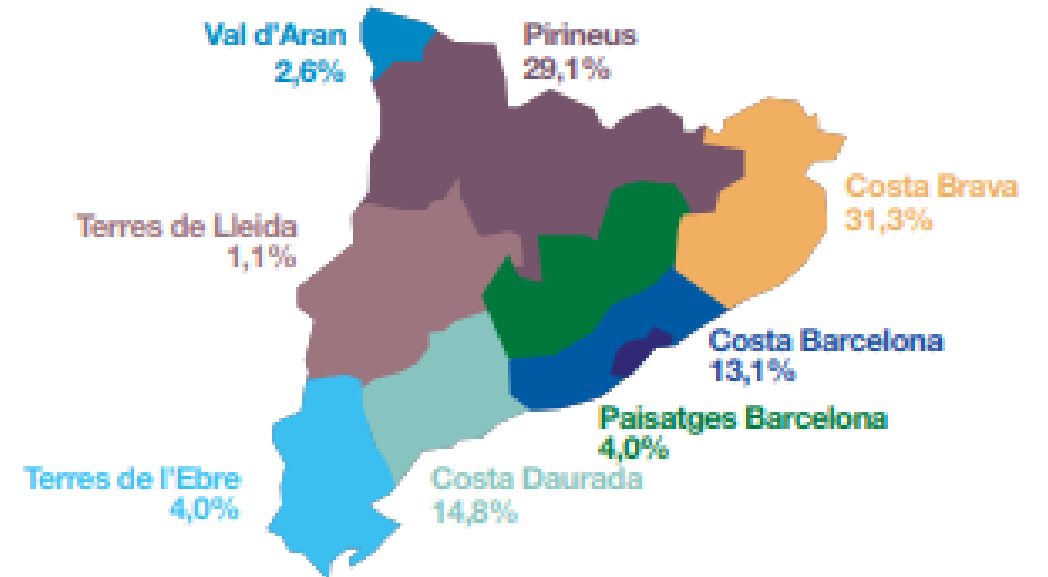 Val d'Aran
2,6%
Pirineus
29,1%
Costa Brava
31,3%
Terres de Lleida
1,1%
Costa Barcelona
13,1%
Paisatges Barcelona
4,0%
Terres de l'Ebre
4,0%
Costa Daurada
14,8%